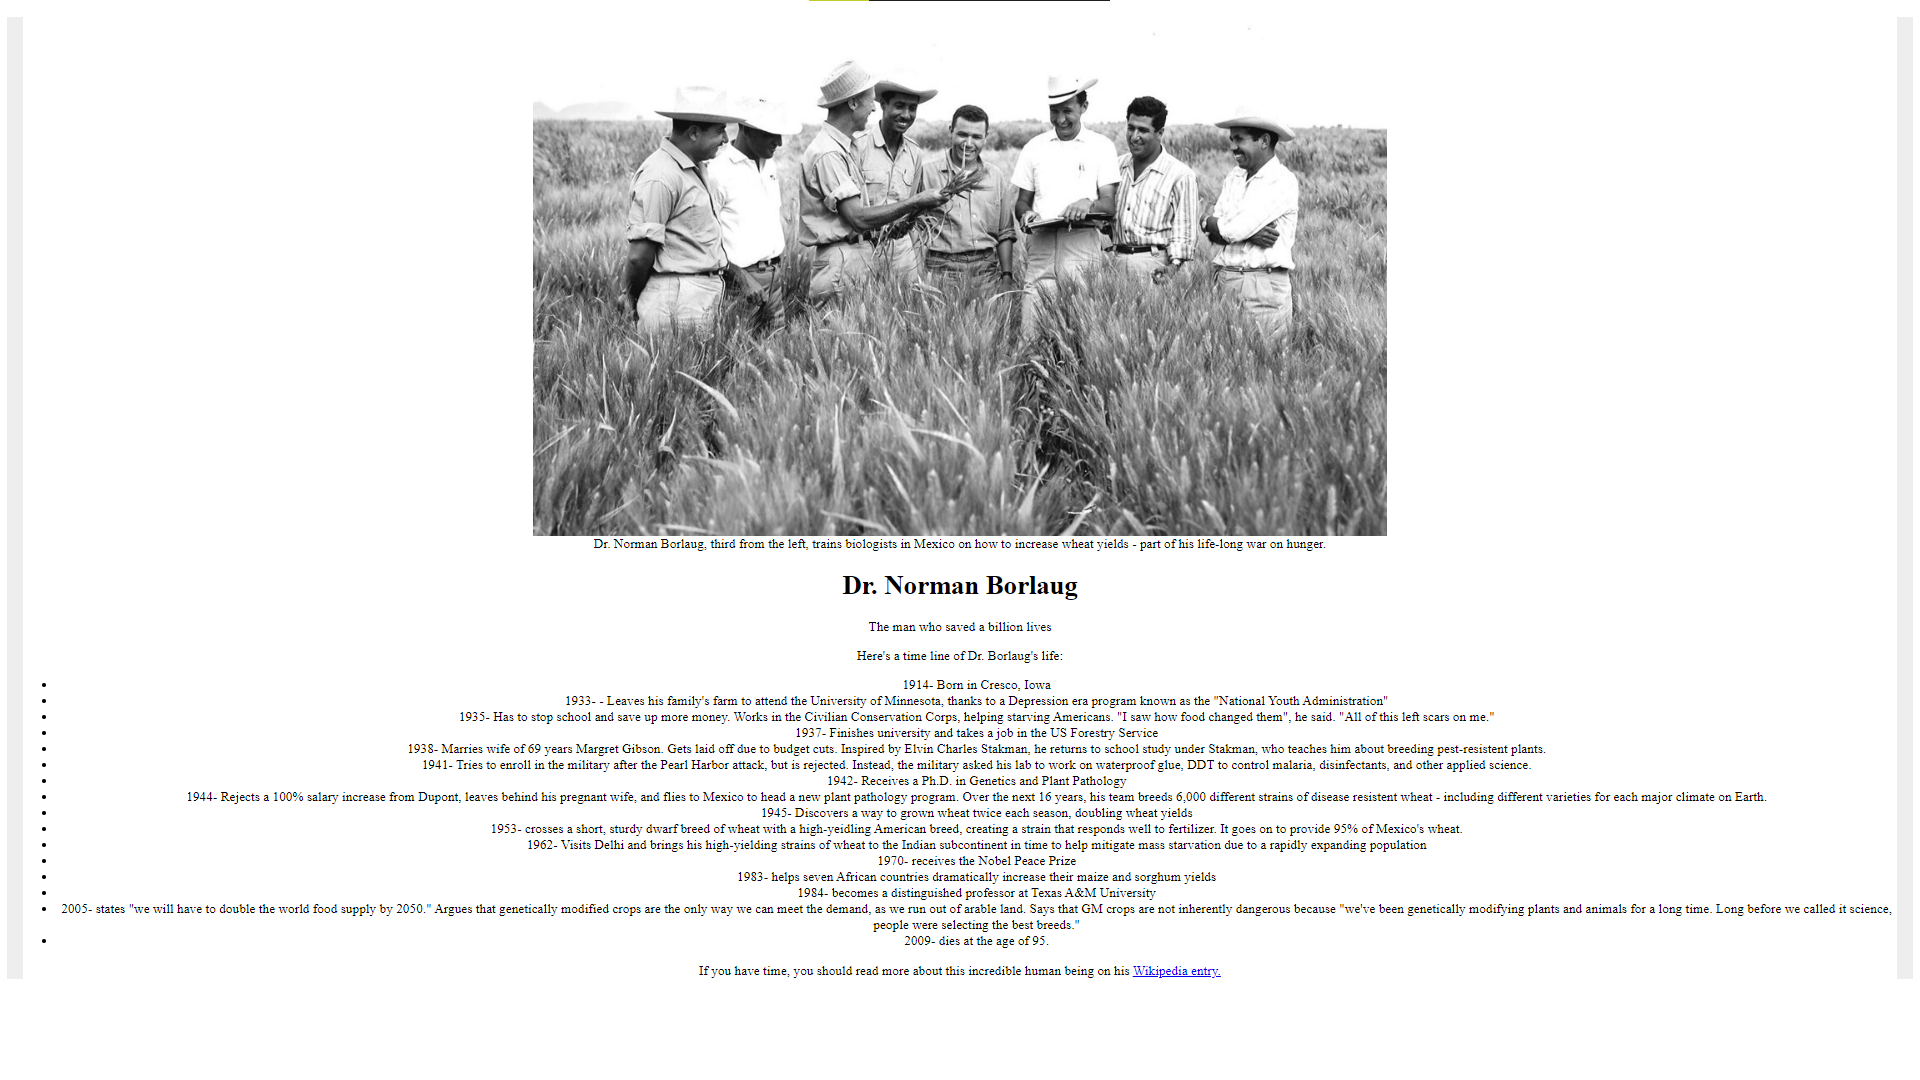 Dr. Norman Borlaug, third from the left, trains biologists in Mexico on how to increase wheat yields - part of his life-long war on hunger.
Dr. Norman Borlaug
The man who saved a billion lives
Here's a time line of Dr. Borlaug's life:
1914- Born in Cresco, Iowa
1933- - Leaves his family's farm to attend the University of Minnesota, thanks to a Depression era program known as the "National Youth Administration"
1935- Has to stop school and save up more money. Works in the Civilian Conservation Corps, helping starving Americans. "I saw how food changed them", he said. "All of this left scars on me."
1937- Finishes university and takes a job in the US Forestry Service
1938- Marries wife of 69 years Margret Gibson. Gets laid off due to budget cuts. Inspired by Elvin Charles Stakman, he returns to school study under Stakman, who teaches him about breeding pest-resistent plants.
1941- Tries to enroll in the military after the Pearl Harbor attack, but is rejected. Instead, the military asked his lab to work on waterproof glue, DDT to control malaria, disinfectants, and other applied science.
1942- Receives a Ph.D. in Genetics and Plant Pathology
1944- Rejects a 100% salary increase from Dupont, leaves behind his pregnant wife, and flies to Mexico to head a new plant pathology program. Over the next 16 years, his team breeds 6,000 different strains of disease resistent wheat - including different varieties for each major climate on Earth.
1945- Discovers a way to grown wheat twice each season, doubling wheat yields
1953- crosses a short, sturdy dwarf breed of wheat with a high-yeidling American breed, creating a strain that responds well to fertilizer. It goes on to provide 95% of Mexico's wheat.
1962- Visits Delhi and brings his high-yielding strains of wheat to the Indian subcontinent in time to help mitigate mass starvation due to a rapidly expanding population
1970- receives the Nobel Peace Prize
1983- helps seven African countries dramatically increase their maize and sorghum yields
1984- becomes a distinguished professor at Texas A&M University
2005- states "we will have to double the world food supply by 2050." Argues that genetically modified crops are the only way we can meet the demand, as we run out of arable land. Says that GM crops are not inherently dangerous because "we've been genetically modifying plants and animals for a long time. Long before we called it science,
people were selecting the best breeds."
2009- dies at the age of 95.
If you have time, you should read more about this incredible human being on his Wikipedia entry.